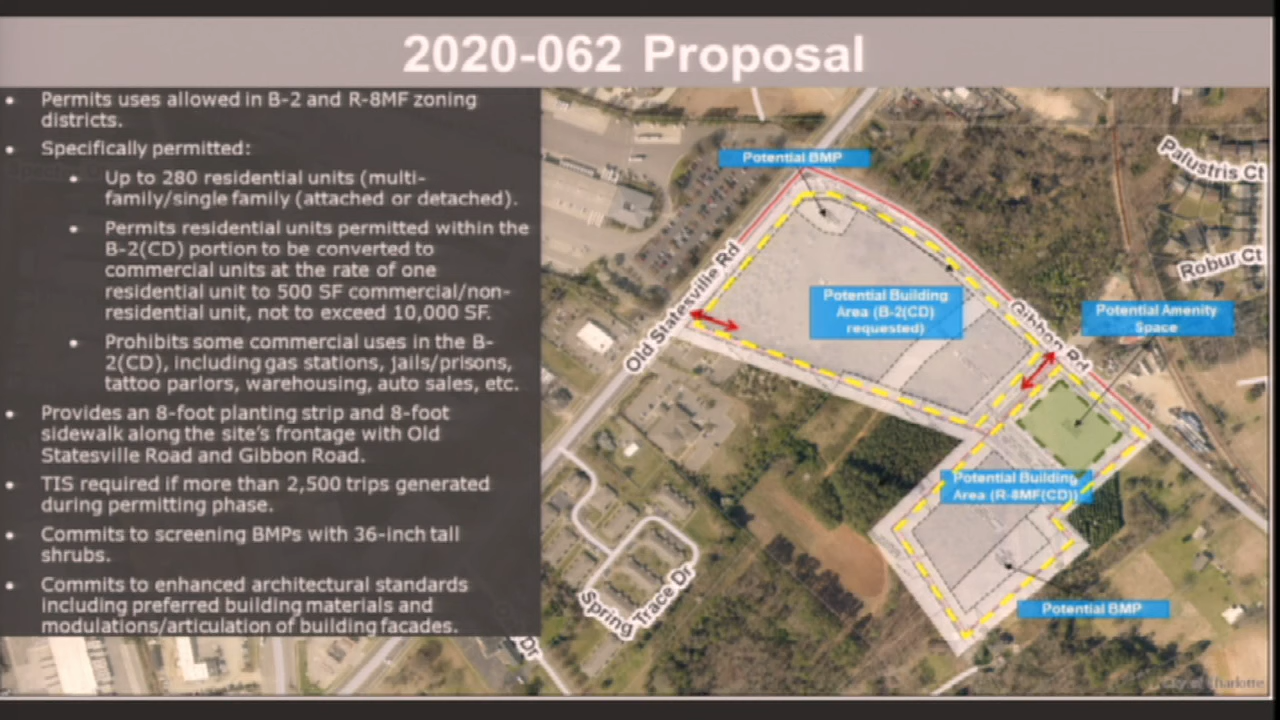 2020-062 Proposal
• Permits uses allowed in B-2 and R-8MF zoning
districts.
• Specifically permitted:
• Up to 280 residential units (multi-
family/single family (attached or detached).
• Permits residential units permitted within the
B-2(CD) portion to be converted to
commercial units at the rate of one
residential unit to 500 SF commercial/non-
residential unit, not to exceed 10,000 SF.
• Prohibits some commercial uses in the B-
2(CD), including gas stations, jails/prisons,
tattoo parlors, warehousing, auto sales, etc.
• Provides an 8-foot planting strip and 8-foot
sidewalk along the site's frontage with Old
Statesville Road and Gibbon Road.
• TIS required if more than 2,500 trips generated
during permitting phase.
• Commits to screening BMPs with 36-inch tall
shrubs.
• Commits to enhanced architectural standards
including preferred building materials and
modulations/articulation of building facades.
Potential BMP
Palustris Ct
Robur Ct
Old Statesville Rd
Potential Building
Area (B-2(CD)
requested)
Gibbon Rd
Potential Amenity
Space
Potential Building
Area (R-8MF(CD))
Potential BMP
Spring Trace Dr
Dr
City of Charlotte